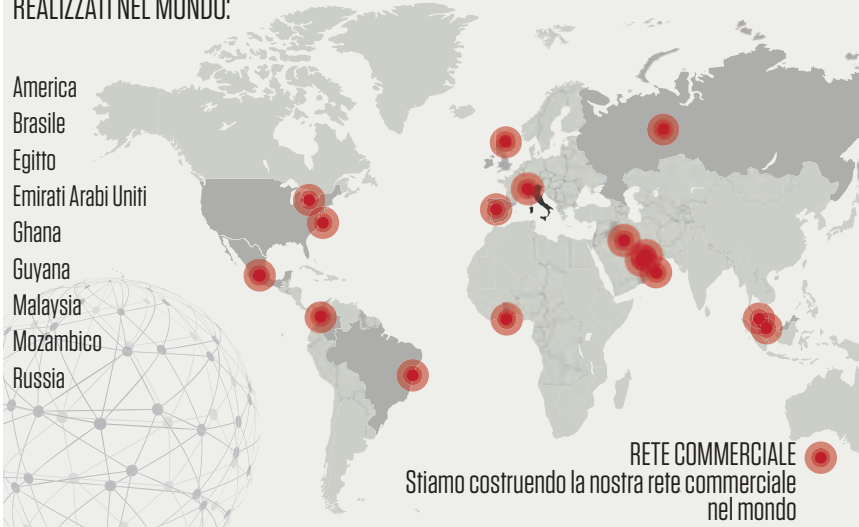 REALIZZATI NEL MONDO:
America
Brasile
Egitto
Emirati Arabi Uniti
Ghana
Guyana
Malaysia
Mozambico
Russia
RETE COMMERCIALE
Stiamo costruendo la nostra rete commerciale
nel mondo